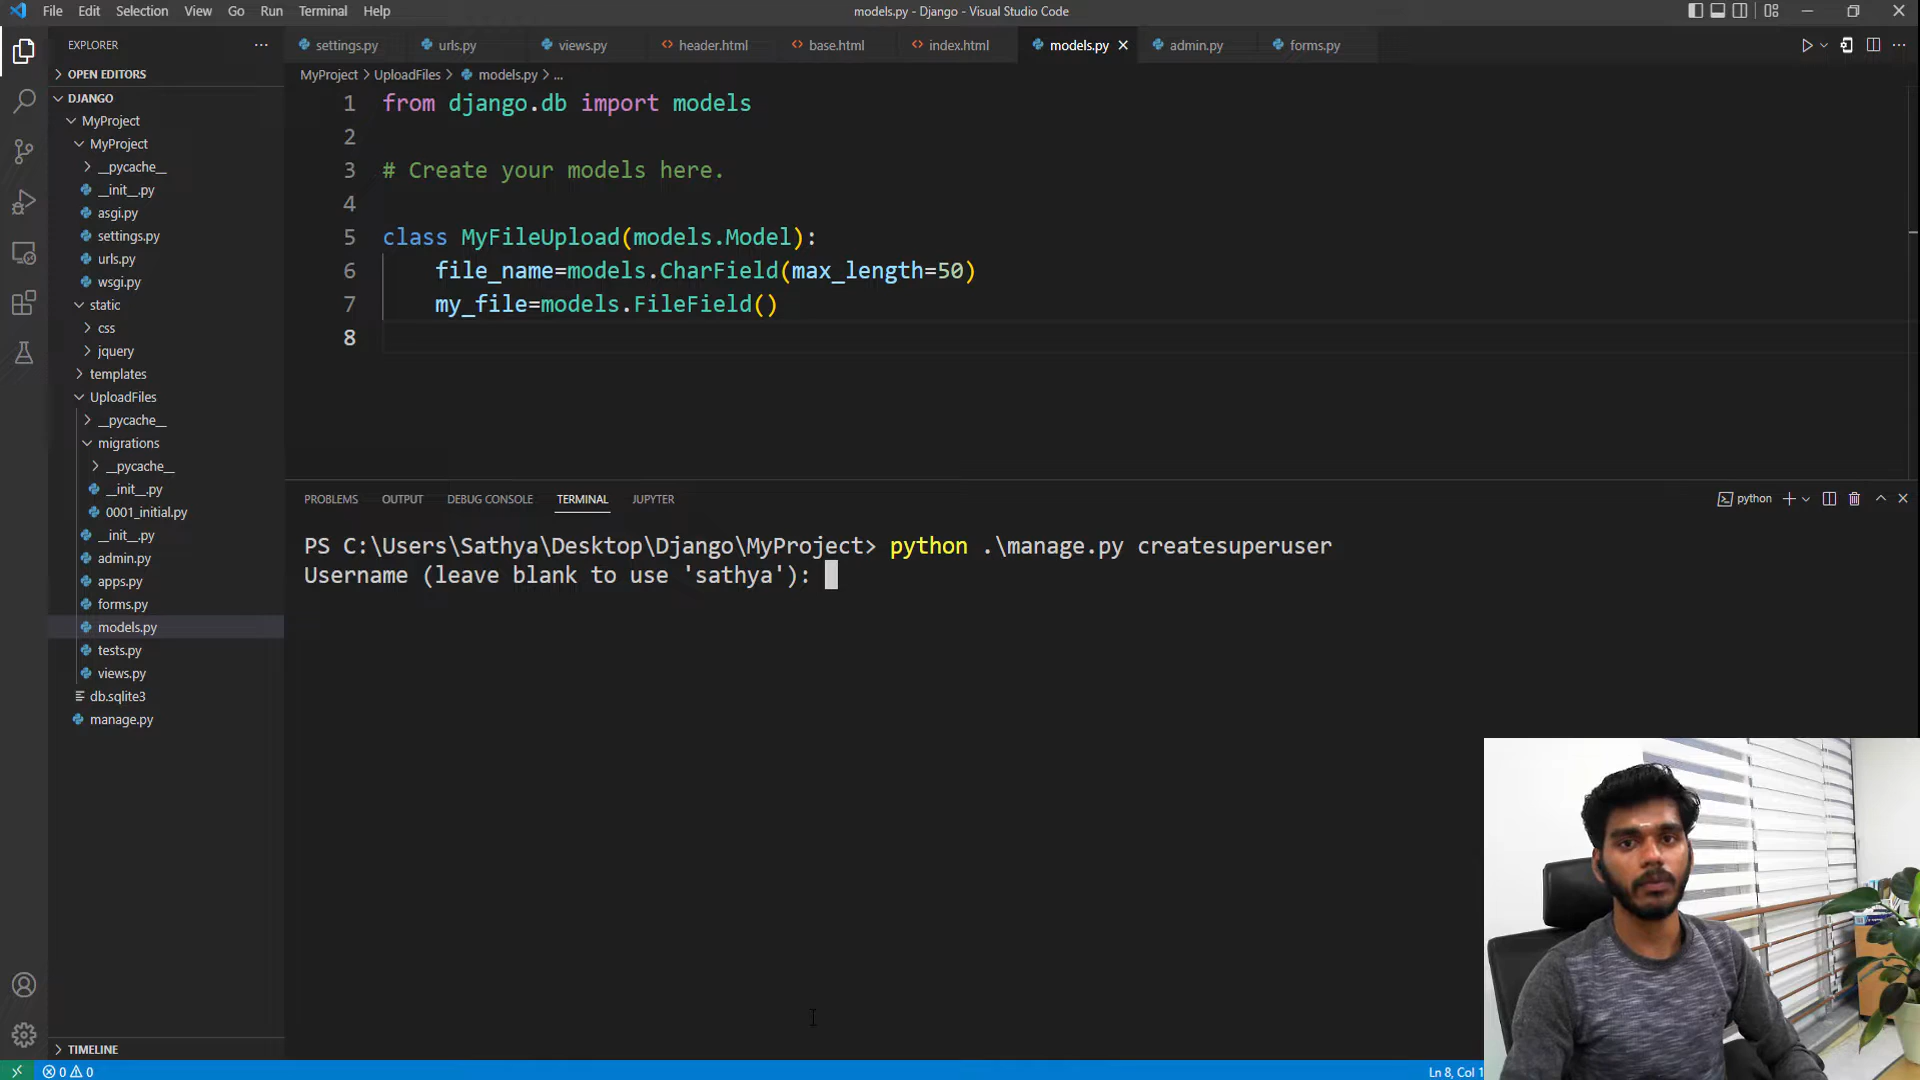 File Edit Selection View Go Run Terminal Help
models.py - Django - Visual Studio Code
EXPLORER
OPEN EDITORS
DJANGO
MyProject
MyProject
__pycache__
__init__.py
asgi.py
settings.py
urls.py
wsgi.py
static
css
jquery
templates
UploadFiles
__pycache__
migrations
__pycache__
__init__.py
0001_initial.py
__init__.py
admin.py
apps.py
forms.py
models.py
tests.py
views.py
db.sqlite3
manage.py
TIMELINE
settings.py urls.py views.py header.html base.html index.html models.py admin.py forms.py
MyProject > UploadFiles > models.py > ...
1 from django.db import models
2
3 # Create your models here.
4
5 class MyFileUpload(models.Model):
6 file_name=models.CharField(max_length=50)
7 my_file=models.FileField()
8
PROBLEMS OUTPUT DEBUG CONSOLE TERMINAL JUPYTER
python
PS C:\Users\Sathya\Desktop\Django\MyProject> python .\manage.py createsuperuser
Username (leave blank to use 'sathya'):
0 0
Ln 8, Col 1